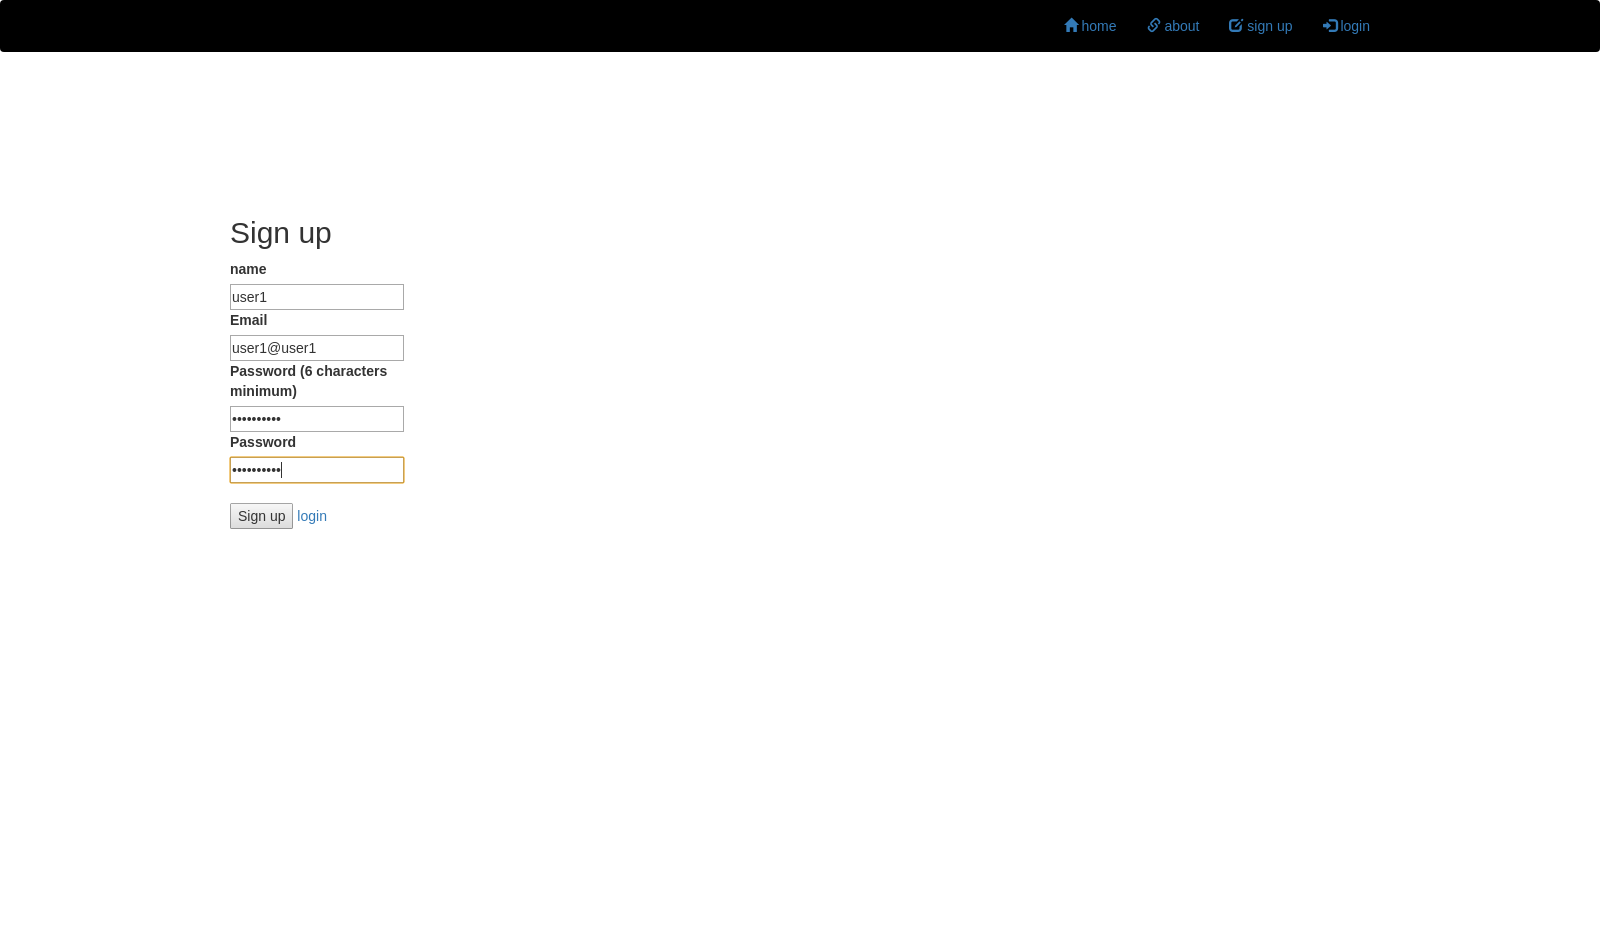 home about sign up login
Sign up
name
user1
Email
user1@user1
Password (6 characters
minimum)
••••••••••
Password
••••••••••
Sign up login